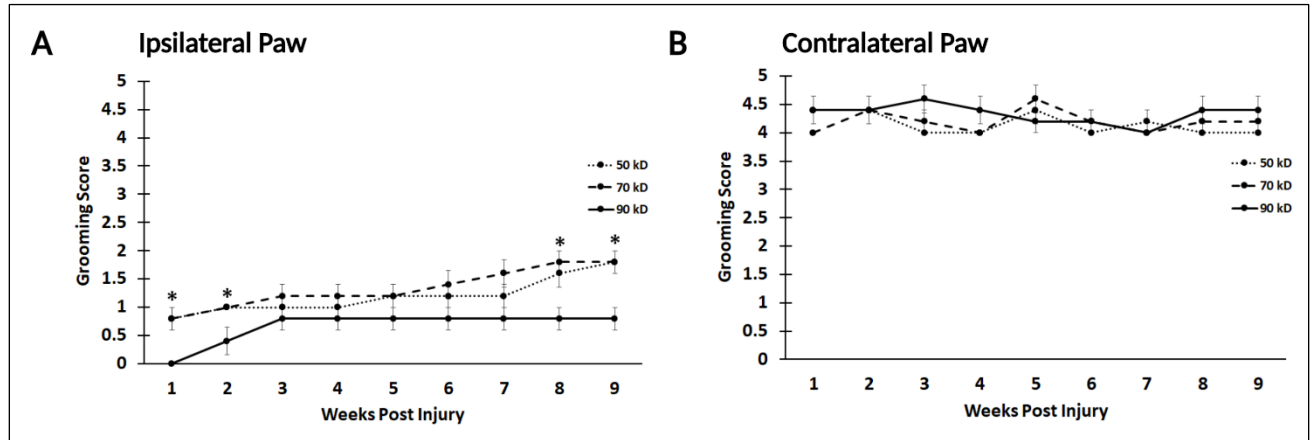 A Ipsilateral Paw
5
4.5
4
3.5
3
2.5
2
1.5
1
0.5
0
Grooming Score
50 kD
70 kD
90 kD
* * * *
1 2 3 4 5 6 7 8 9
Weeks Post Injury
B Contralateral Paw
5
4.5
4
3.5
3
2.5
2
1.5
1
0.5
0
Grooming Score
50 kD
70 kD
90 kD
1 2 3 4 5 6 7 8 9
Weeks Post Injury